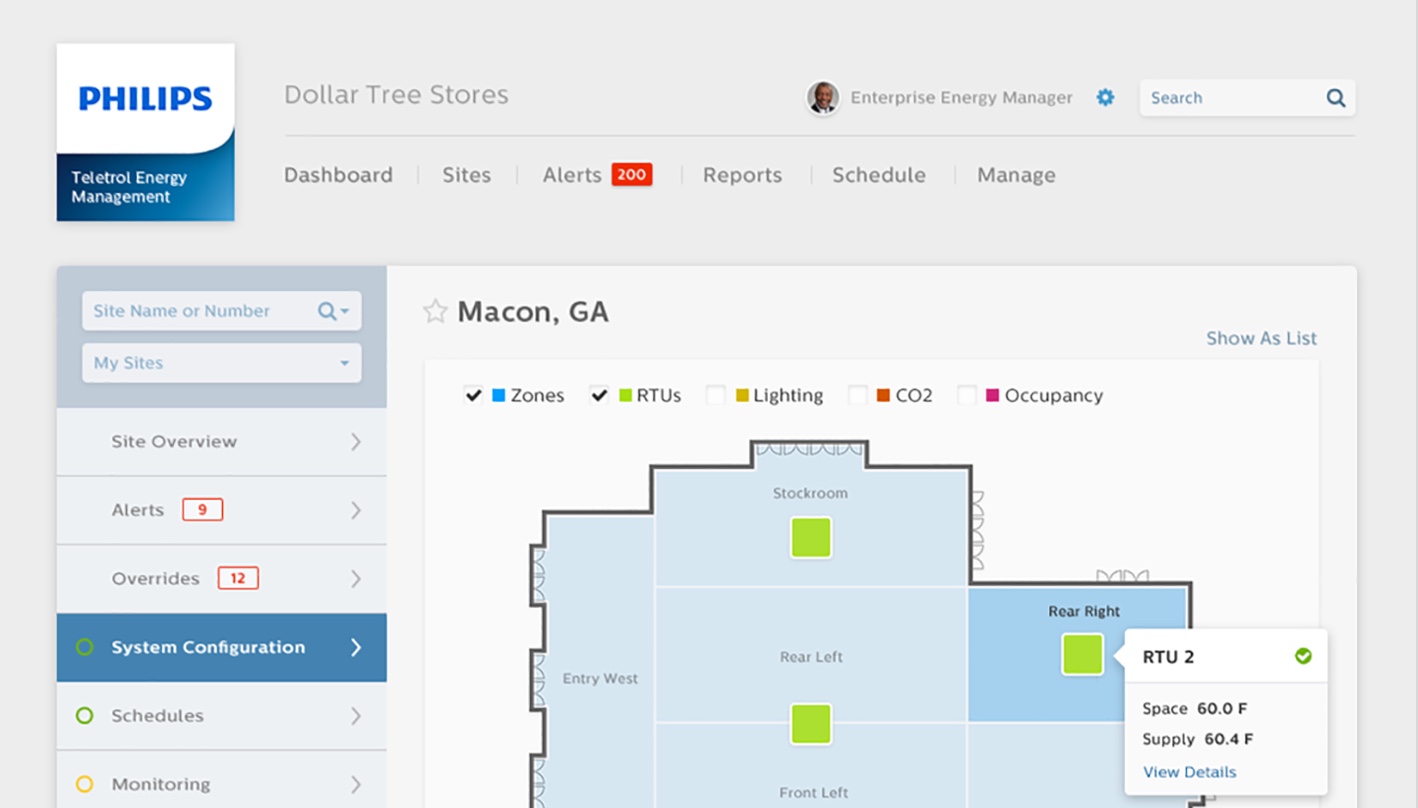 PHILIPS
Teletrol Energy
Management
Dollar Tree Stores
Enterprise Energy Manager
Search
Dashboard
Sites
Alerts 200
Reports
Schedule
Manage
Site Name or Number
My Sites
Site Overview
Alerts 9
Overrides 12
System Configuration
Schedules
Monitoring
Macon, GA
Show As List
Zones
RTUs
Lighting
CO2
Occupancy
Stockroom
Rear Right
Rear Left
Entry West
Front Left
RTU 2
Space 60.0 F
Supply 60.4 F
View Details